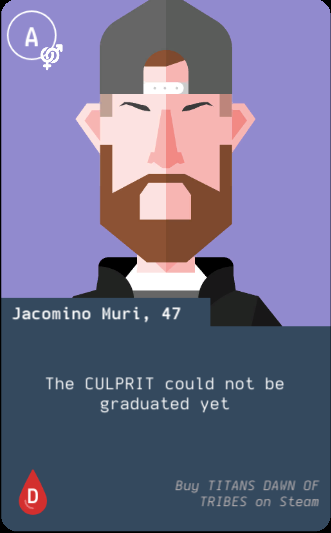 A
Jacomino Muri, 47
The CULPRIT could not be
graduated yet
D
Buy TITANS DAWN OF
TRIBES on Steam